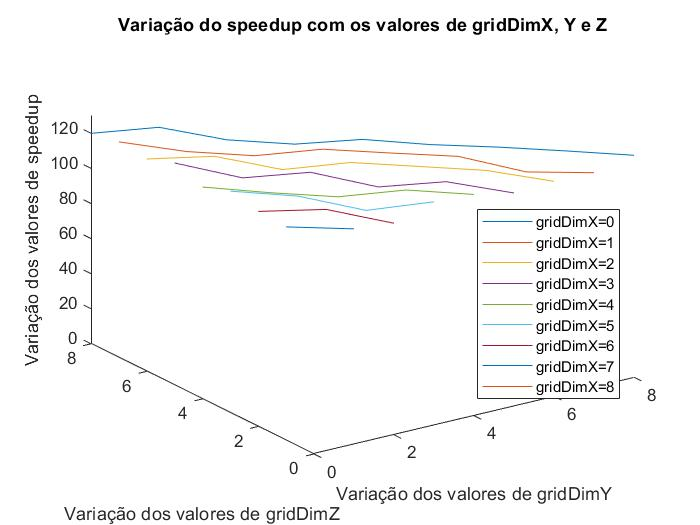 Variação do speedup com os valores de gridDimX, Y e Z
Variação dos valores de speedup
120
100
80
60
40
20
0
8
6
4
2
0
0
2
4
6
8
gridDimX=0
gridDimX=1
gridDimX=2
gridDimX=3
gridDimX=4
gridDimX=5
gridDimX=6
gridDimX=7
gridDimX=8
Variação dos valores de gridDimY
Variação dos valores de gridDimZ